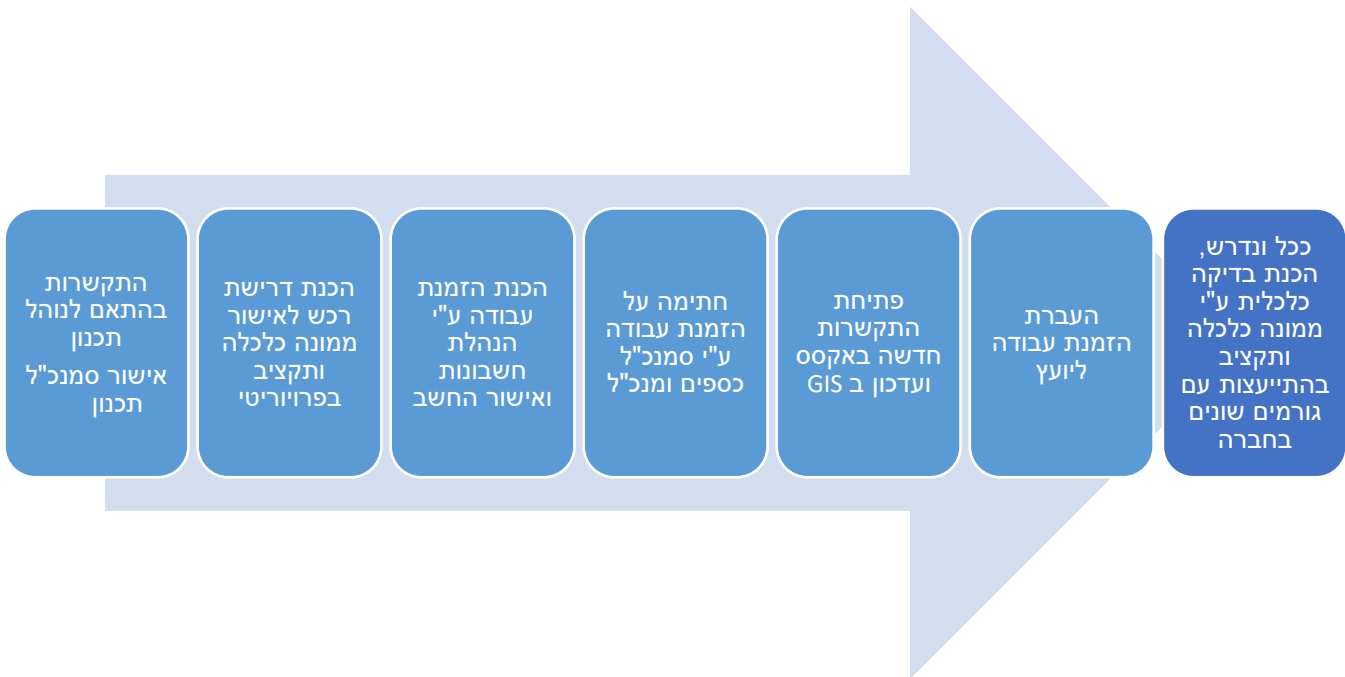 התקשרות
בהתאם לנוהל
תכנון
אישור סמנכ"ל
תכנון
הכנת דרישת
רכש לאישור
ממונה כלכלה
ותקציב
בפרויוריטי
הכנת הזמנת
עבודה ע"י
הנהלת
חשבונות
ואישור החשב
חתימה על
הזמנת עבודה
ע"י סמנכ"ל
כספים ומנכ"ל
פתיחת
התקשרות
חדשה באקסס
ועדכון ב GIS
העברת
הזמנת עבודה
ליועץ
ככל ונדרש,
הכנת בדיקה
כלכלית ע"י
ממונה כלכלה
ותקציב
בהתייעצות עם
גורמים שונים
בחברה